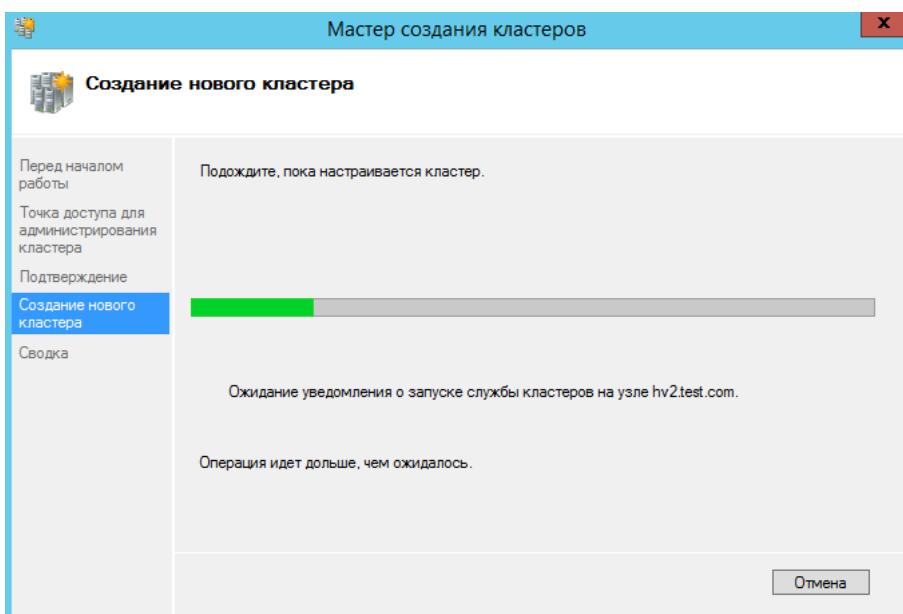 Мастер создания кластеров
x
Создание нового кластера
Перед началом
работы
Точка доступа для
администрирования
кластера
Подтверждение
Создание нового
кластера
Сводка
Подождите, пока настраивается кластер.
Ожидание уведомления о запуске службы кластеров на узле hv2.test.com.
Операция идет дольше, чем ожидалось.
Отмена